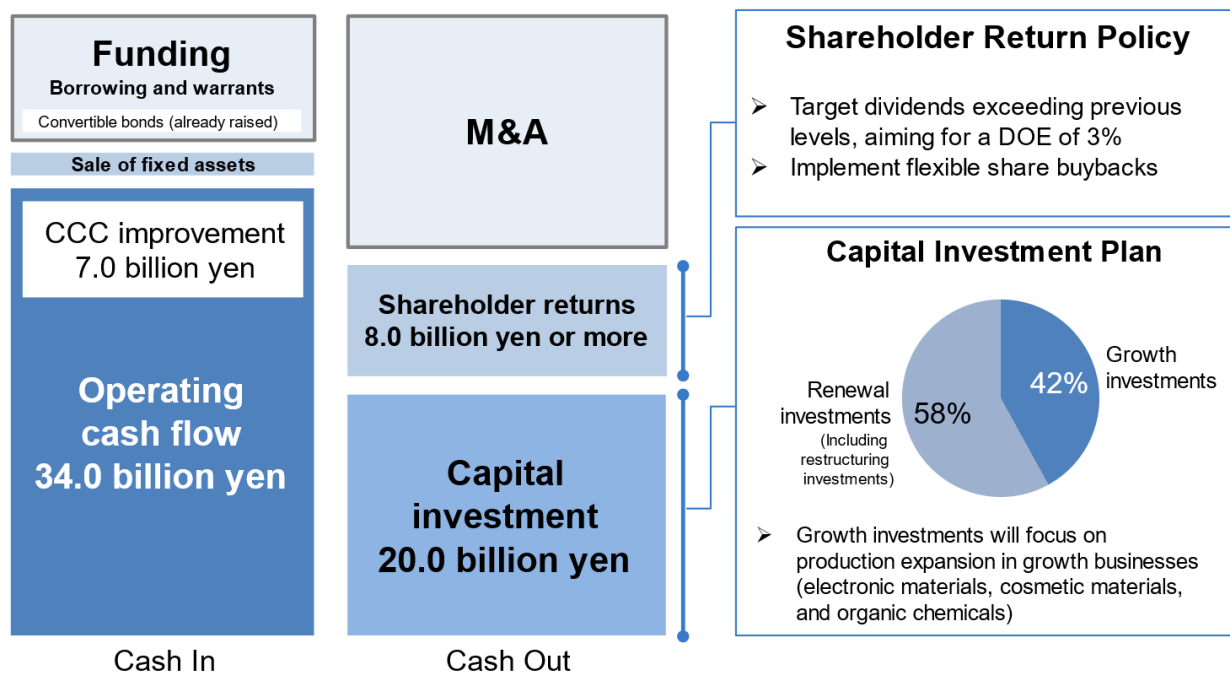 Funding
Borrowing and warrants
Convertible bonds (already raised)
Sale of fixed assets
CCC improvement
7.0 billion yen
Operating
cash flow
34.0 billion yen
Cash In
M&A
Shareholder returns
8.0 billion yen or more
Capital
investment
20.0 billion yen
Cash Out
Shareholder Return Policy
➢ Target dividends exceeding previous
levels, aiming for a DOE of 3%
➢ Implement flexible share buybacks
Capital Investment Plan
Growth
investments
42%
Renewal
investments
(Including
restructuring
investments)
58%
➢ Growth investments will focus on
production expansion in growth businesses
(electronic materials, cosmetic materials,
and organic chemicals)